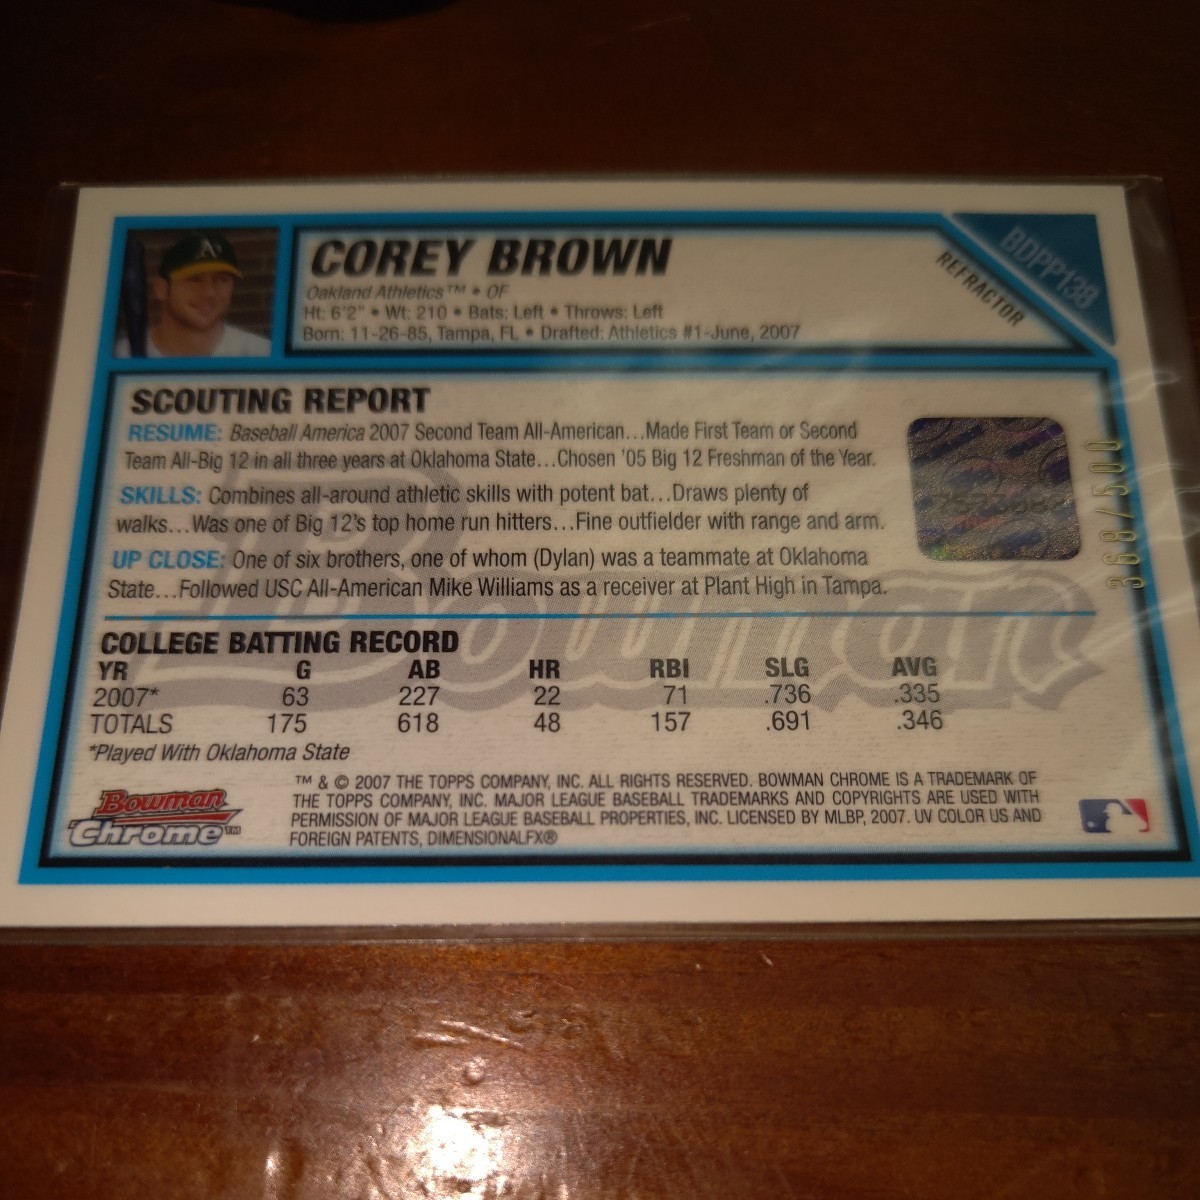 COREY BROWN
Oakland Athletics™ • OF
Ht: 6'2" • Wt: 210 • Bats: Left • Throws: Left
Born: 11-26-85, Tampa, FL • Drafted: Athletics #1-June, 2007
BDPP138
REFRACTOR
A's
SCOUTING REPORT
RESUME: Baseball America 2007 Second Team All-American...Made First Team or Second
Team All-Big 12 in all three years at Oklahoma State...Chosen '05 Big 12 Freshman of the Year.
SKILLS: Combines all-around athletic skills with potent bat...Draws plenty of
walks...Was one of Big 12's top home run hitters...Fine outfielder with range and arm.
UP CLOSE: One of six brothers, one of whom (Dylan) was a teammate at Oklahoma
State...Followed USC All-American Mike Williams as a receiver at Plant High in Tampa.
368/500
Bowman
COLLEGE BATTING RECORD
YR G AB HR RBI SLG AVG
2007* 63 227 22 71 .736 .335
TOTALS 175 618 48 157 .691 .346
*Played With Oklahoma State
Bowman
Chrome™
™ & © 2007 THE TOPPS COMPANY, INC. ALL RIGHTS RESERVED. BOWMAN CHROME IS A TRADEMARK OF
THE TOPPS COMPANY, INC. MAJOR LEAGUE BASEBALL TRADEMARKS AND COPYRIGHTS ARE USED WITH
PERMISSION OF MAJOR LEAGUE BASEBALL PROPERTIES, INC. LICENSED BY MLBP, 2007. UV COLOR US AND
FOREIGN PATENTS, DIMENSIONALFX®